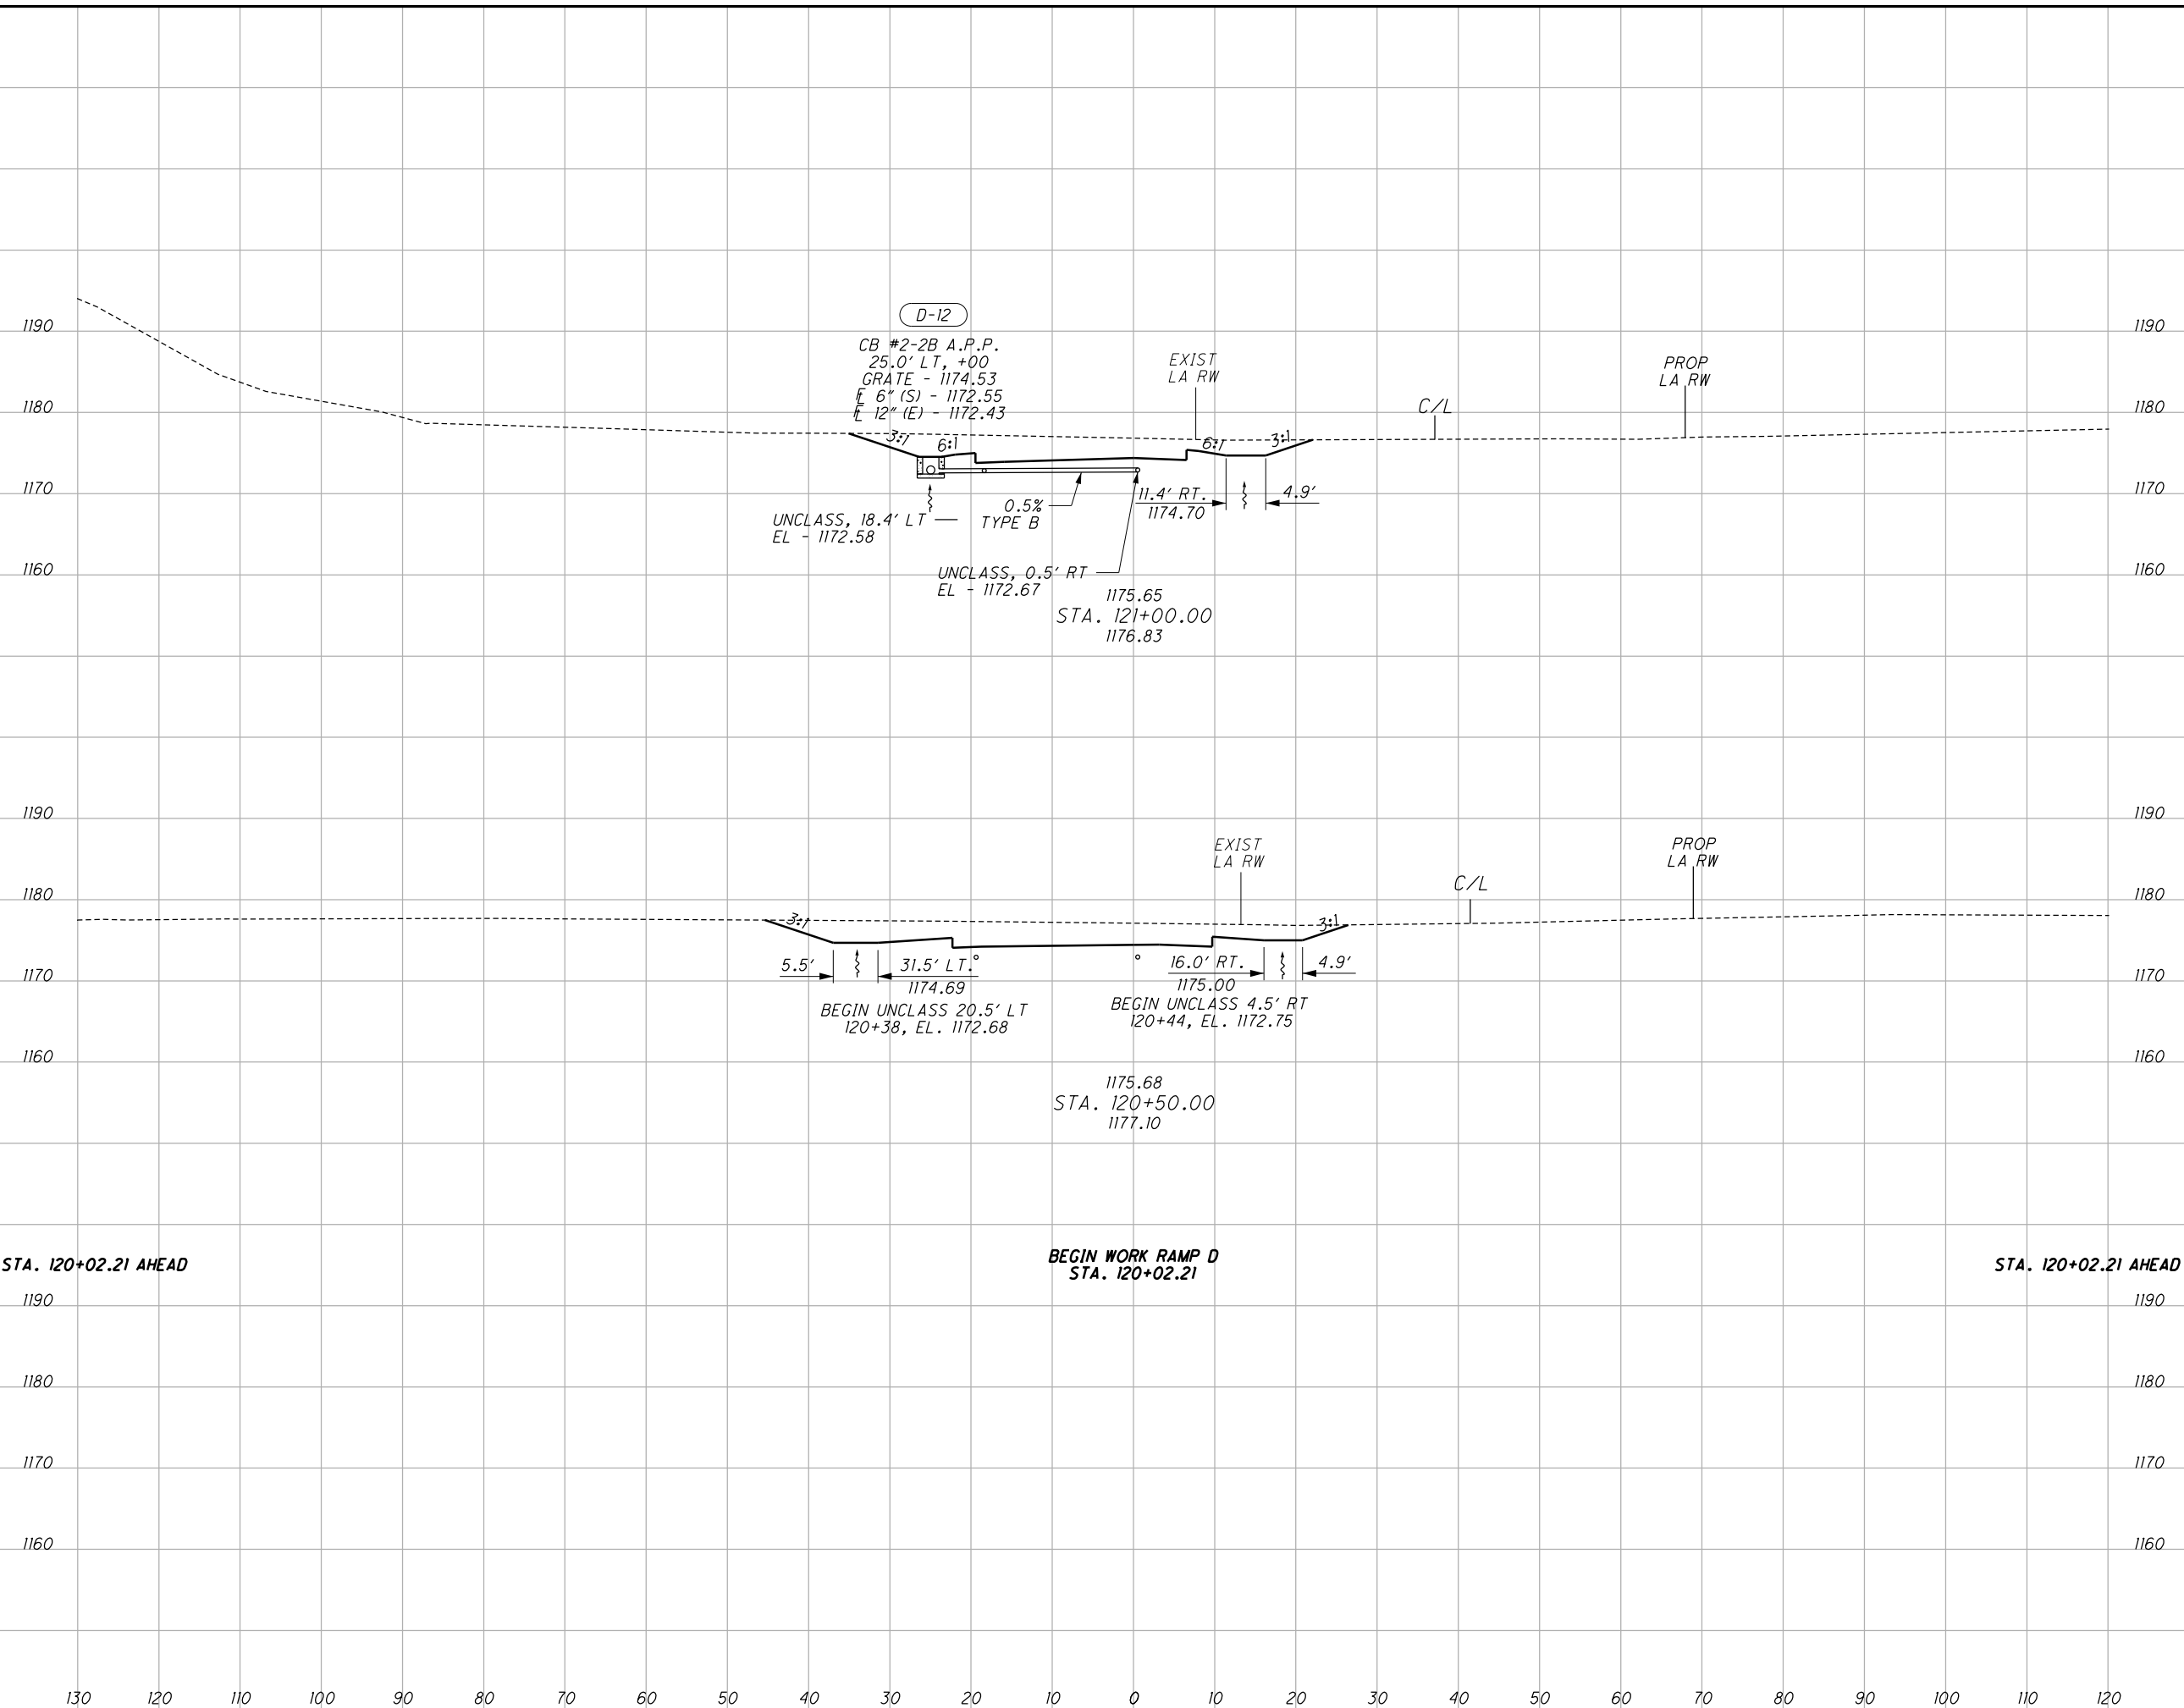 D-12
CB #2-2B A.P.P.
25.0' LT, +00
GRATE - 1174.53
FL 6" (S) - 1172.55
FL 12" (E) - 1172.43
EXIST
LA RW
C/L
PROP
LA RW
1190 1190
1180 1180
3:1 6:1 6:1 3:1
1170 1170
11.4' RT. 4.9'
1174.70
0.5%
TYPE B
UNCLASS, 18.4' LT
EL - 1172.58
1160 1160
UNCLASS, 0.5' RT
EL - 1172.67
1175.65
STA. 121+00.00
1176.83
1190 1190
EXIST
LA RW
C/L
PROP
LA RW
1180 1180
3:1 3:1
1170 1170
5.5' 31.5' LT. 16.0' RT. 4.9'
1174.69 1175.00
BEGIN UNCLASS 20.5' LT
120+38, EL. 1172.68
BEGIN UNCLASS 4.5' RT
120+44, EL. 1172.75
1160 1160
1175.68
STA. 120+50.00
1177.10
STA. 120+02.21 AHEAD
BEGIN WORK RAMP D
STA. 120+02.21
STA. 120+02.21 AHEAD
1190 1190
1180 1180
1170 1170
1160 1160
130 120 110 100 90 80 70 60 50 40 30 20 10 0 10 20 30 40 50 60 70 80 90 100 110 120